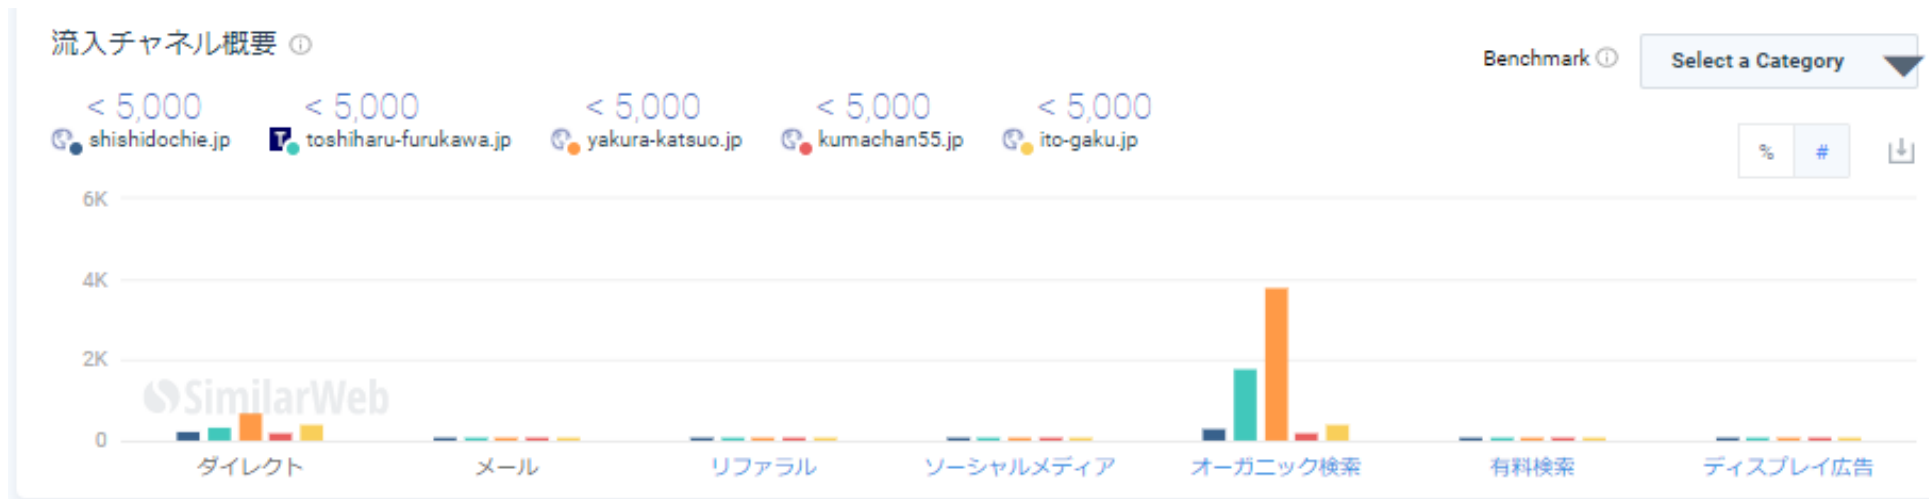 流入チャネル概要
Benchmark
Select a Category
< 5,000 < 5,000 < 5,000 < 5,000 < 5,000
shishidochie.jp toshiharu-furukawa.jp yakura-katsuo.jp kumachan55.jp ito-gaku.jp
% #
6K
4K
2K
SimilarWeb
0
ダイレクト メール リファラル ソーシャルメディア オーガニック検索 有料検索 ディスプレイ広告